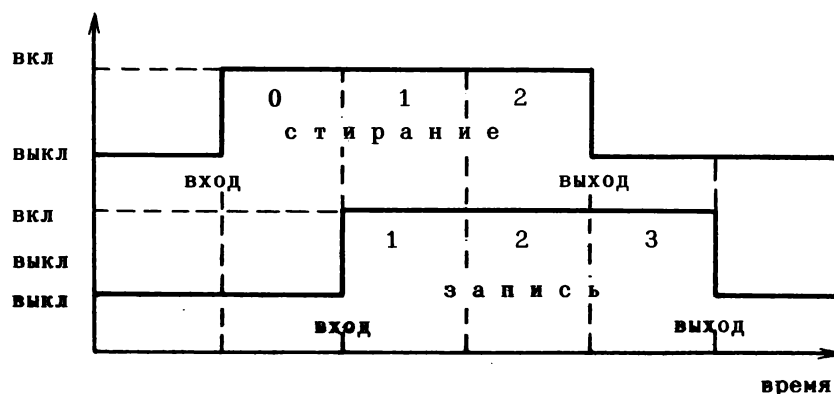 вкл
0 1 2
стирание
выкл
вход выход
вкл
1 2 3
выкл
запись
выкл
вход выход
время